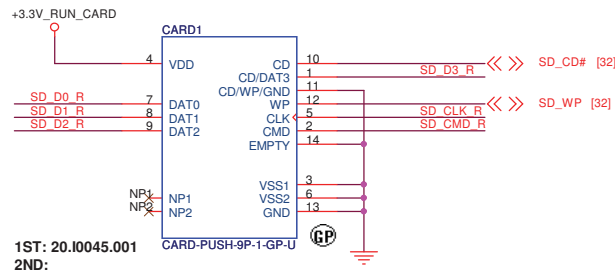 +3.3V_RUN_CARD
CARD1
4 VDD CD 10 SD_CD# [32]
CD/DAT3 1 SD_D3_R
CD/WP/GND 11
SD_D0_R 7 DAT0 WP 12 SD_WP [32]
SD_D1_R 8 DAT1 CLK 5 SD_CLK_R
SD_D2_R 9 DAT2 CMD 2 SD_CMD_R
EMPTY 14
VSS1 3
NP1 NP1 VSS2 6
NP2 NP2 GND 13
CARD-PUSH-9P-1-GP-U GP
1ST: 20.I0045.001
2ND: